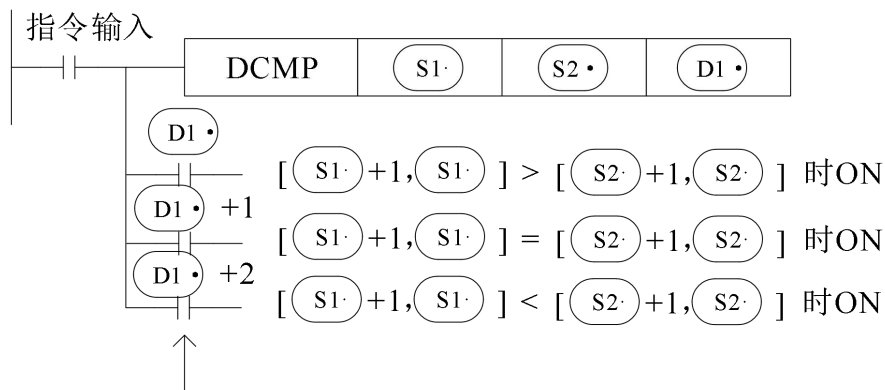 指令输入
DCMP S1· S2· D1·
D1·
[S1·+1,S1·] > [S2·+1,S2·] 时ON
D1· +1
[S1·+1,S1·] = [S2·+1,S2·] 时ON
D1· +2
[S1·+1,S1·] < [S2·+1,S2·] 时ON